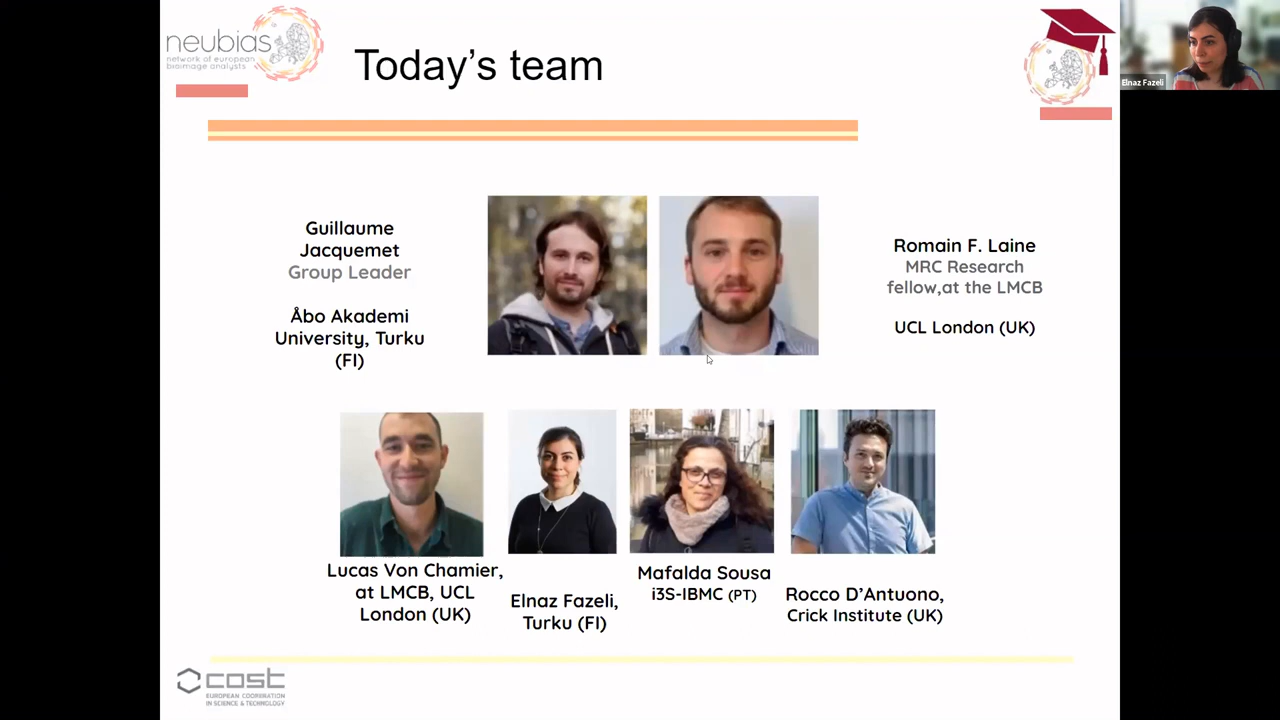 neubias
network of european
bioimage analysts
Today's team
Elnaz Fazeli
Guillaume
Jacquemet
Group Leader
Åbo Akademi
University, Turku
(FI)
Romain F. Laine
MRC Research
fellow,at the LMCB
UCL London (UK)
Lucas Von Chamier,
at LMCB, UCL
London (UK)
Elnaz Fazeli,
Turku (FI)
Mafalda Sousa
i3S-IBMC (PT)
Rocco D'Antuono,
Crick Institute (UK)
cost
EUROPEAN COOPERATION
IN SCIENCE & TECHNOLOGY